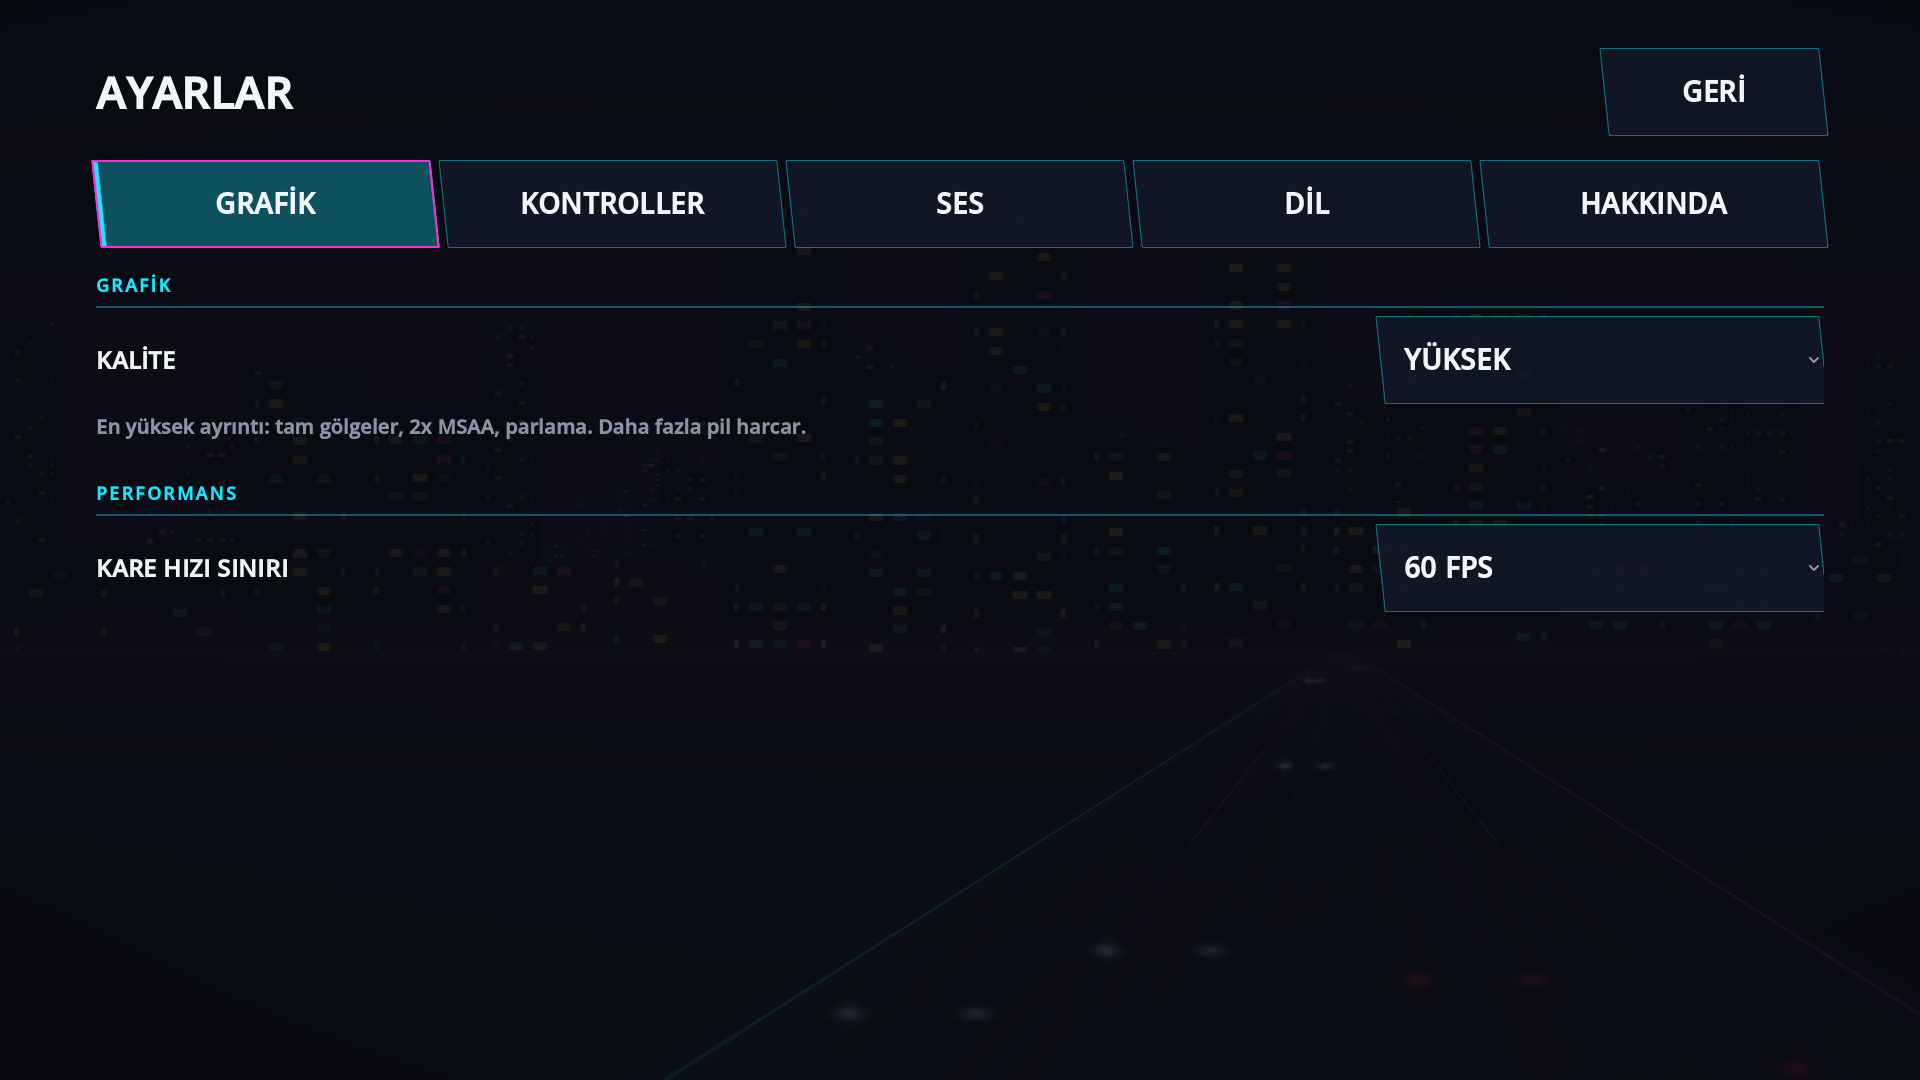 AYARLAR
GERİ
GRAFİK
KONTROLLER
SES
DİL
HAKKINDA
GRAFİK
KALİTE
YÜKSEK
En yüksek ayrıntı: tam gölgeler, 2x MSAA, parlama. Daha fazla pil harcar.
PERFORMANS
KARE HIZI SINIRI
60 FPS